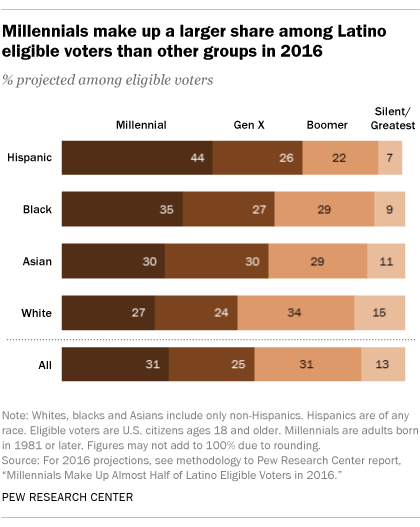 Millennials make up a larger share among Latino
eligible voters than other groups in 2016
% projected among eligible voters
Millennial Gen X Boomer Silent/
Greatest
Hispanic 44 26 22 7
Black 35 27 29 9
Asian 30 30 29 11
White 27 24 34 15
All 31 25 31 13
Note: Whites, blacks and Asians include only non-Hispanics. Hispanics are of any
race. Eligible voters are U.S. citizens ages 18 and older. Millennials are adults born
in 1981 or later. Figures may not add to 100% due to rounding.
Source: For 2016 projections, see methodology to Pew Research Center report,
“Millennials Make Up Almost Half of Latino Eligible Voters in 2016.”
PEW RESEARCH CENTER